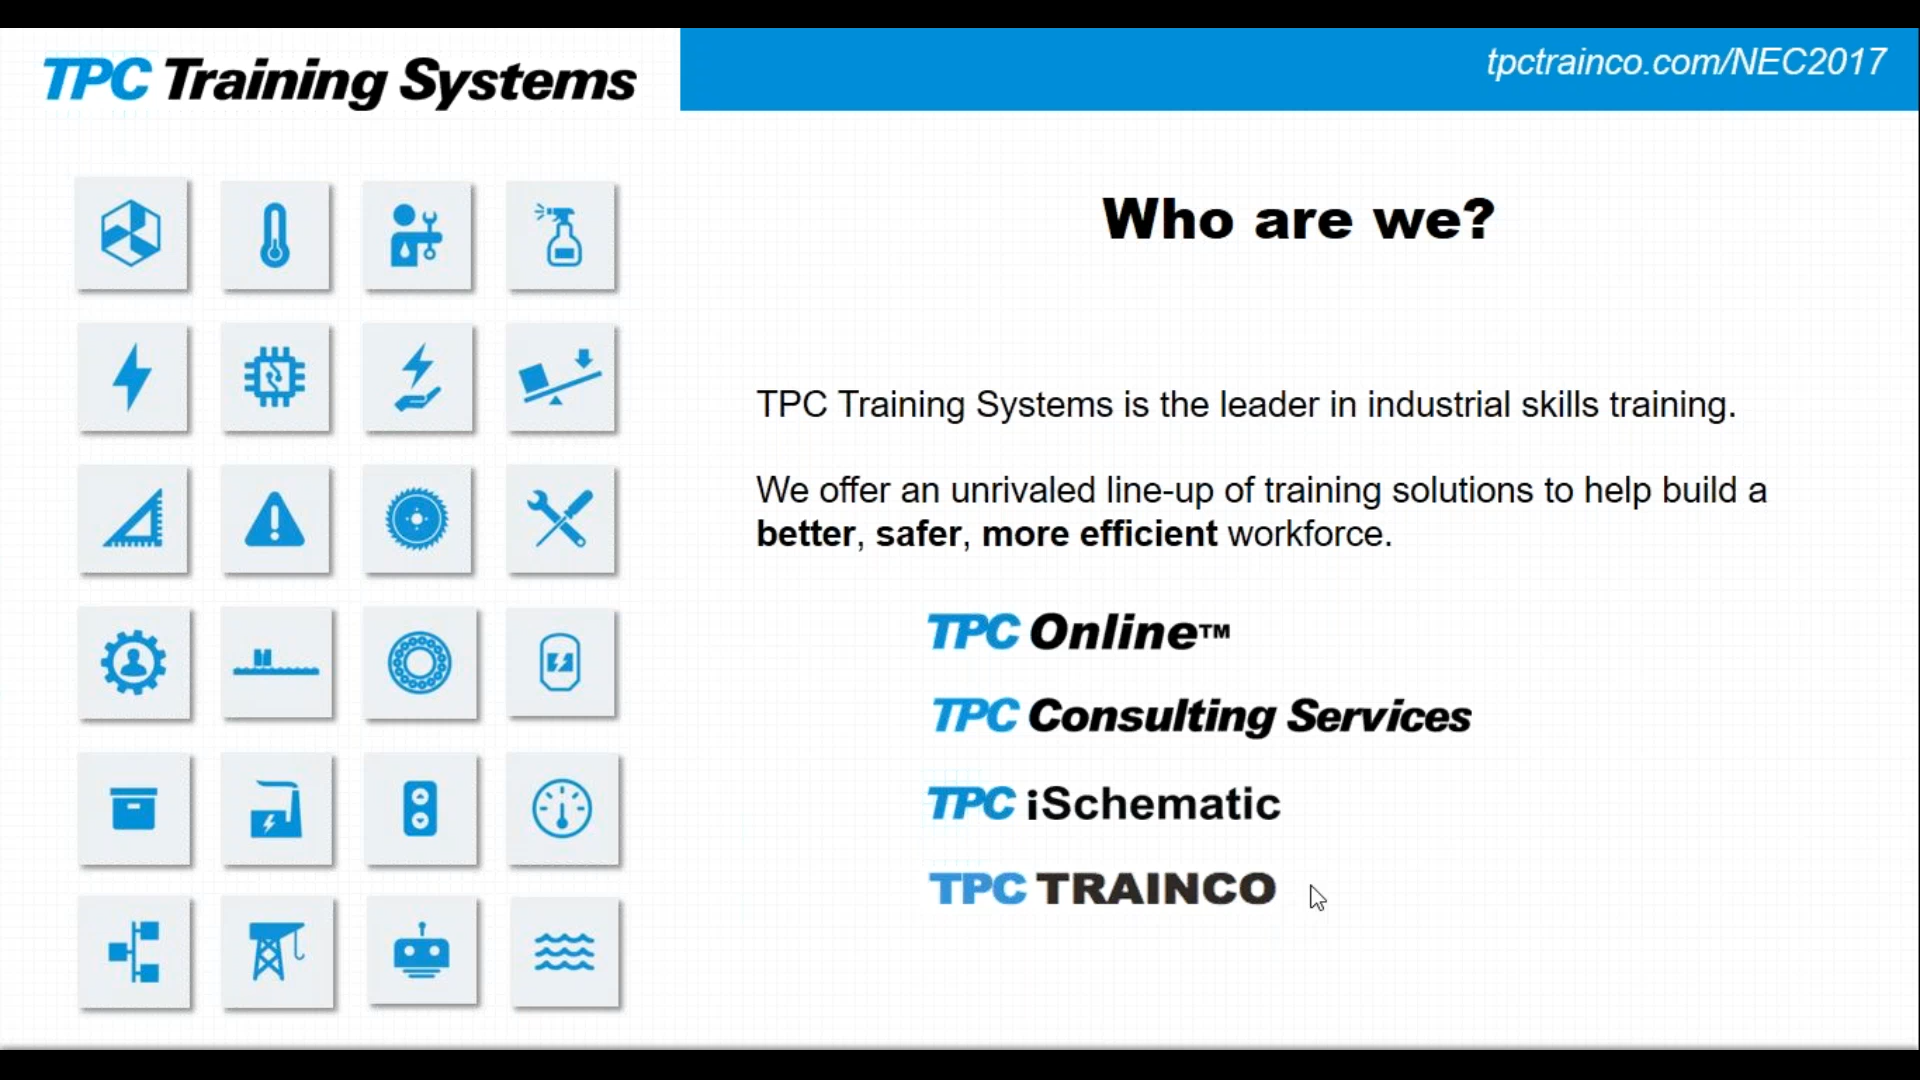 TPC Training Systems
tpctrainco.com/NEC2017
Who are we?
TPC Training Systems is the leader in industrial skills training.
We offer an unrivaled line-up of training solutions to help build a
better, safer, more efficient workforce.
TPC Online™
TPC Consulting Services
TPC iSchematic
TPC TRAINCO